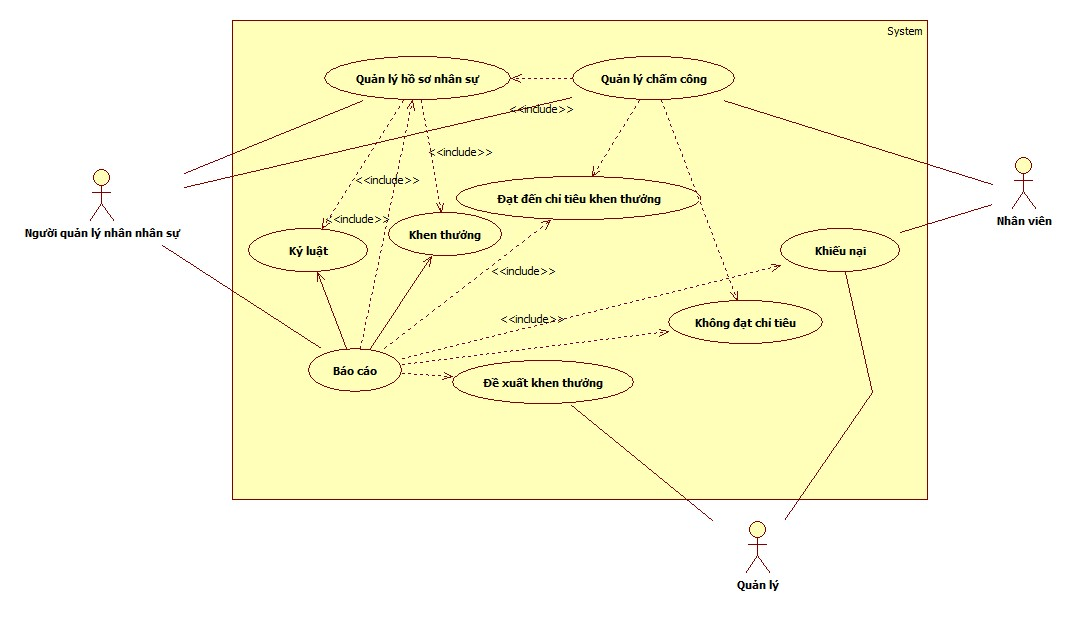 System
Quản lý hồ sơ nhân sự
Quản lý chấm công
<<include>>
<<include>>
<<include>>
Đạt đến chỉ tiêu khen thưởng
<<include>>
Người quản lý nhân nhân sự
Nhân viên
Kỷ luật
Khen thưởng
Khiếu nại
<<include>>
<<include>>
Không đạt chỉ tiêu
Báo cáo
Đề xuất khen thưởng
Quản lý